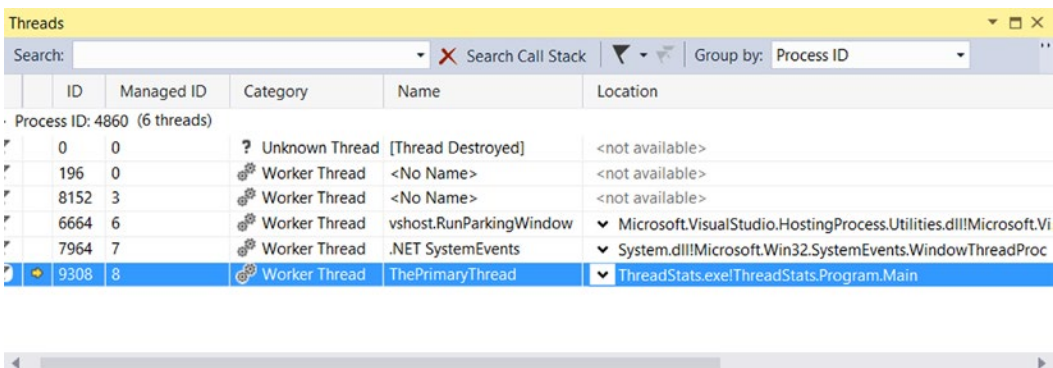 Threads
Search: Search Call Stack Group by: Process ID
ID Managed ID Category Name Location
Process ID: 4860 (6 threads)
0 0 ? Unknown Thread [Thread Destroyed] <not available>
196 0 Worker Thread <No Name> <not available>
8152 3 Worker Thread <No Name> <not available>
6664 6 Worker Thread vshost.RunParkingWindow Microsoft.VisualStudio.HostingProcess.Utilities.dll!Microsoft.Vi
7964 7 Worker Thread .NET SystemEvents System.dll!Microsoft.Win32.SystemEvents.WindowThreadProc
9308 8 Worker Thread ThePrimaryThread ThreadStats.exe!ThreadStats.Program.Main